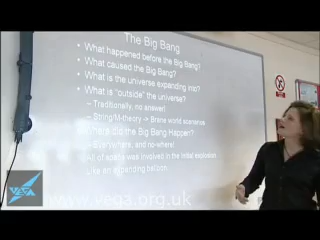 The Big Bang
• What happened before the Big Bang?
• What caused the Big Bang?
• What is the universe expanding into?
• What is "outside" the universe?
– Traditionally, no answer!
– String/M-theory → Brane world scenarios
• Where did the Big Bang Happen?
– Everywhere, and no-where!
• All of space was involved in the initial explosion
Like an expanding balloon
VEGA
www.vega.org.uk